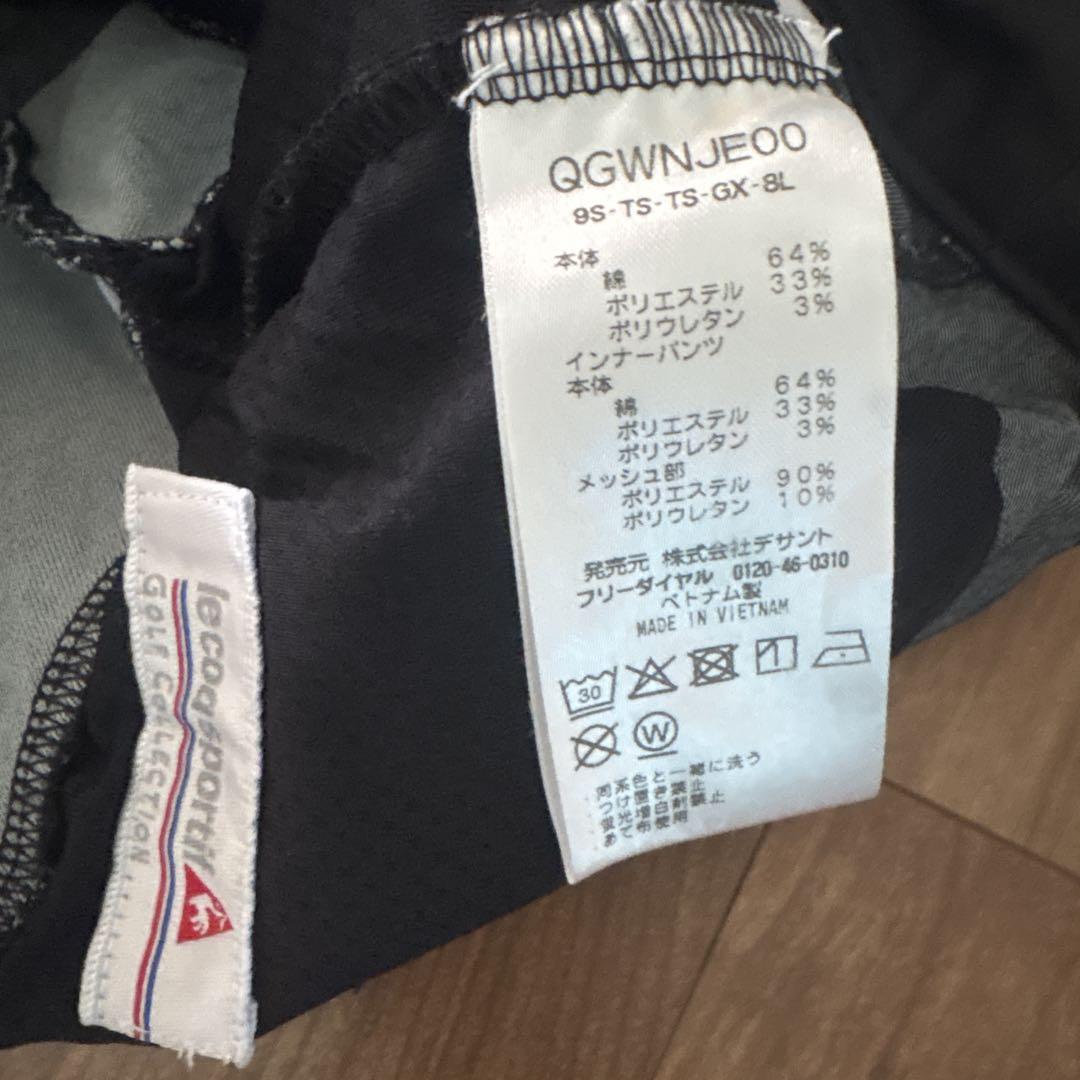 QGWNJE00
9S-TS-TS-GX-8L
本体
綿 64%
ポリエステル 33%
ポリウレタン 3%
インナーパンツ
本体
綿 64%
ポリエステル 33%
ポリウレタン 3%
メッシュ部
ポリエステル 90%
ポリウレタン 10%
発売元 株式会社デサント
フリーダイヤル 0120-46-0310
ベトナム製
MADE IN VIETNAM
30
W
同系色と一緒に洗う
つけ置き禁止
蛍光増白剤禁止
あて布使用
le coq sportif
GOLF COLLECTION